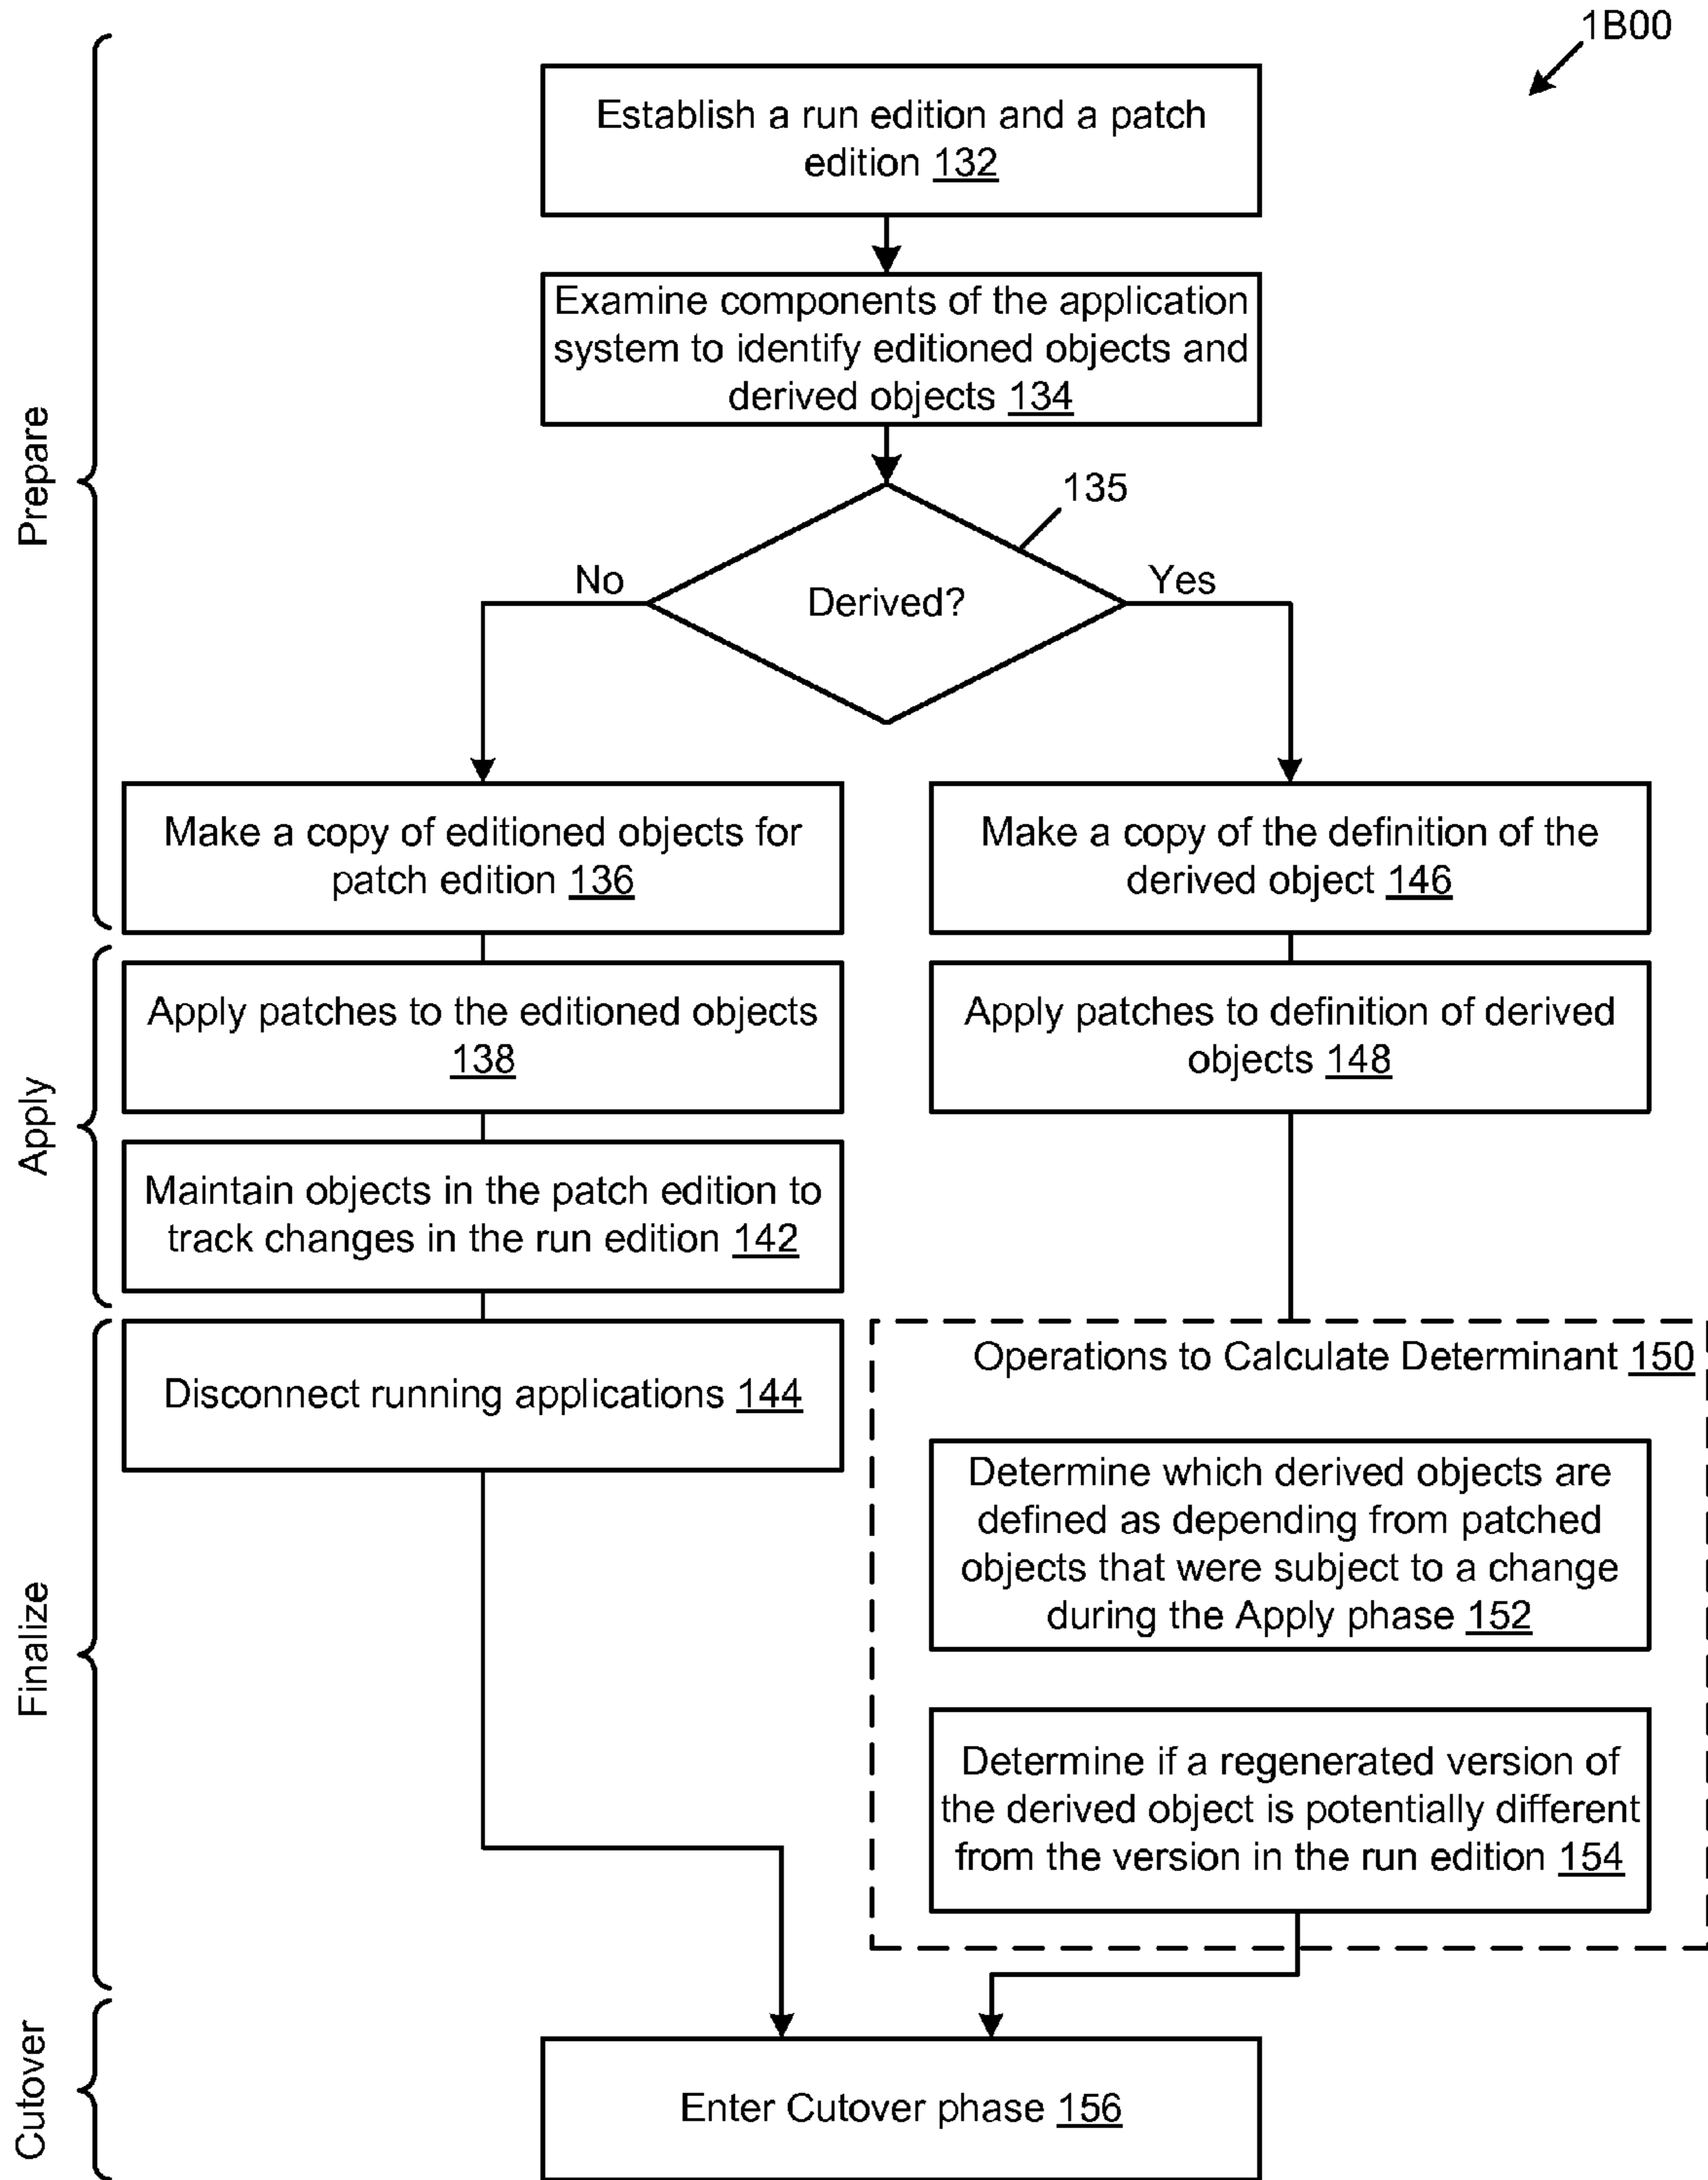 1B00
Establish a run edition and a patch
edition 132
Examine components of the application
system to identify editioned objects and
derived objects 134
Prepare
135
No
Yes
Derived?
Make a copy of editioned objects for
patch edition 136
Make a copy of the definition of the
derived object 146
Apply
Apply patches to the editioned objects
138
Apply patches to definition of derived
objects 148
Maintain objects in the patch edition to
track changes in the run edition 142
Finalize
Disconnect running applications 144
Operations to Calculate Determinant 150
Determine which derived objects are
defined as depending from patched
objects that were subject to a change
during the Apply phase 152
Determine if a regenerated version of
the derived object is potentially different
from the version in the run edition 154
Cutover
Enter Cutover phase 156